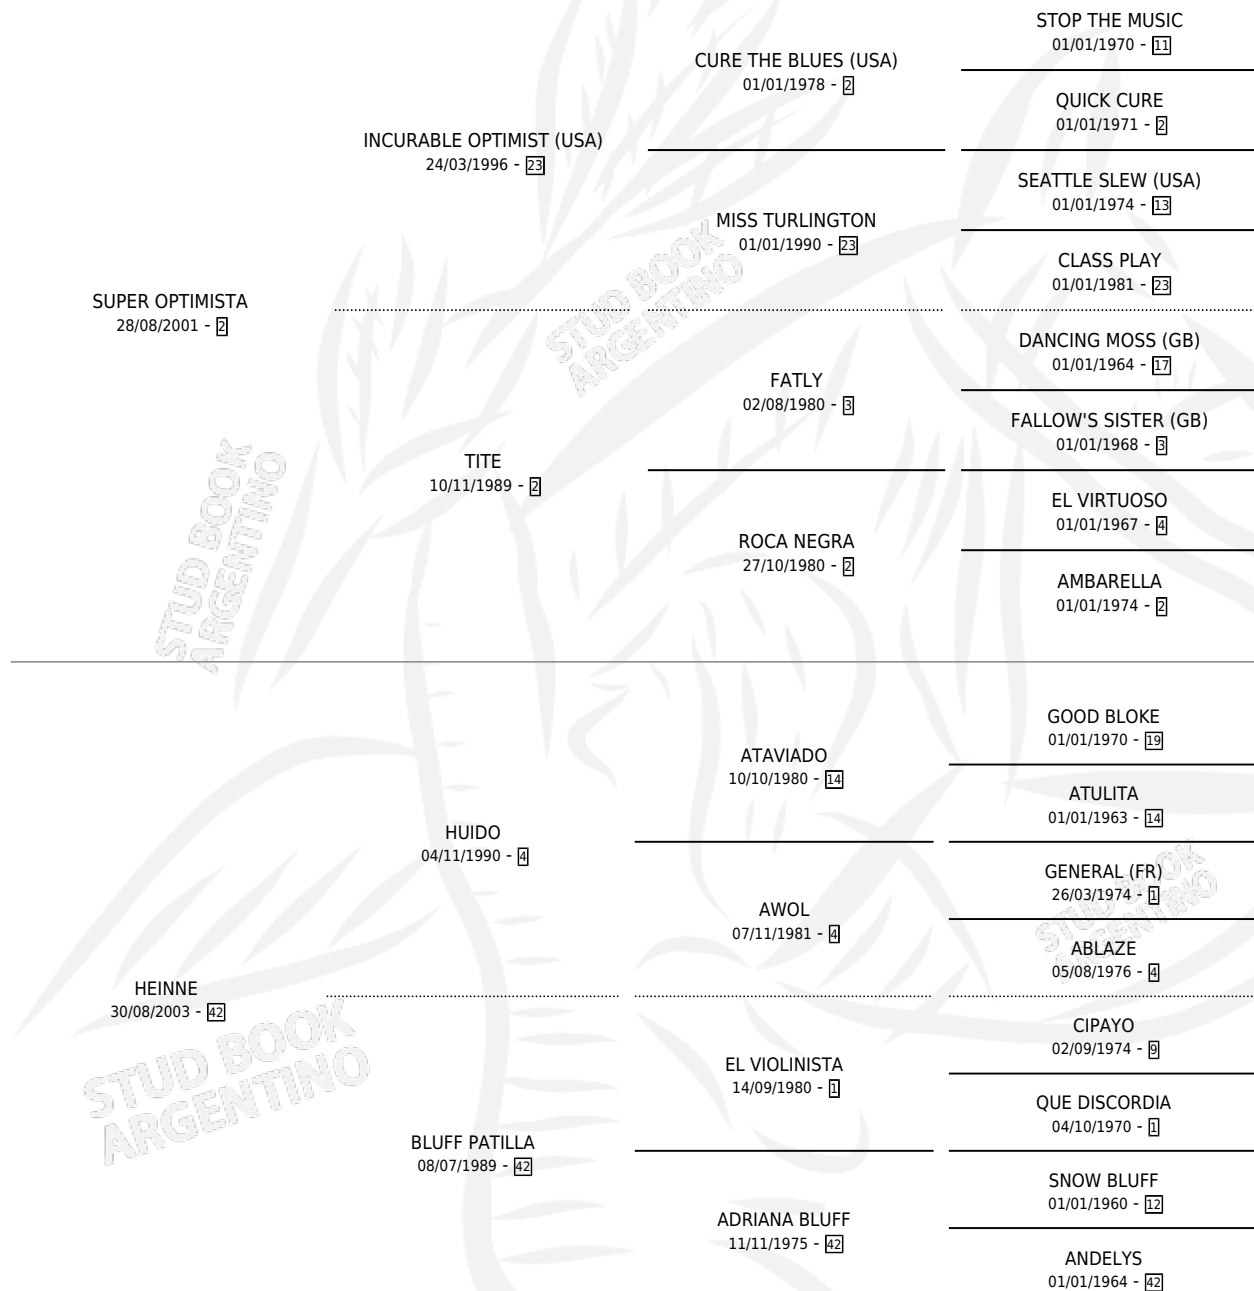 STOP THE MUSIC
01/01/1970 - 11
CURE THE BLUES (USA)
01/01/1978 - 2
QUICK CURE
01/01/1971 - 2
INCURABLE OPTIMIST (USA)
24/03/1996 - 23
SEATTLE SLEW (USA)
01/01/1974 - 13
MISS TURLINGTON
01/01/1990 - 23
CLASS PLAY
01/01/1981 - 23
SUPER OPTIMISTA
28/08/2001 - 2
DANCING MOSS (GB)
01/01/1964 - 17
FATLY
02/08/1980 - 3
FALLOW'S SISTER (GB)
01/01/1968 - 3
TITE
10/11/1989 - 2
EL VIRTUOSO
01/01/1967 - 4
ROCA NEGRA
27/10/1980 - 2
AMBARELLA
01/01/1974 - 2
GOOD BLOKE
01/01/1970 - 19
ATAVIADO
10/10/1980 - 14
ATULITA
01/01/1963 - 14
HUIDO
04/11/1990 - 4
GENERAL (FR)
26/03/1974 - 1
AWOL
07/11/1981 - 4
ABLAZE
05/08/1976 - 4
HEINNE
30/08/2003 - 42
CIPAYO
02/09/1974 - 9
EL VIOLINISTA
14/09/1980 - 1
QUE DISCORDIA
04/10/1970 - 1
BLUFF PATILLA
08/07/1989 - 42
SNOW BLUFF
01/01/1960 - 12
ADRIANA BLUFF
11/11/1975 - 42
ANDELYS
01/01/1964 - 42
STUD BOOK
ARGENTINO
STUD BOOK
ARGENTINO
STUD BOOK
ARGENTINO
STUD BOOK
ARGENTINO